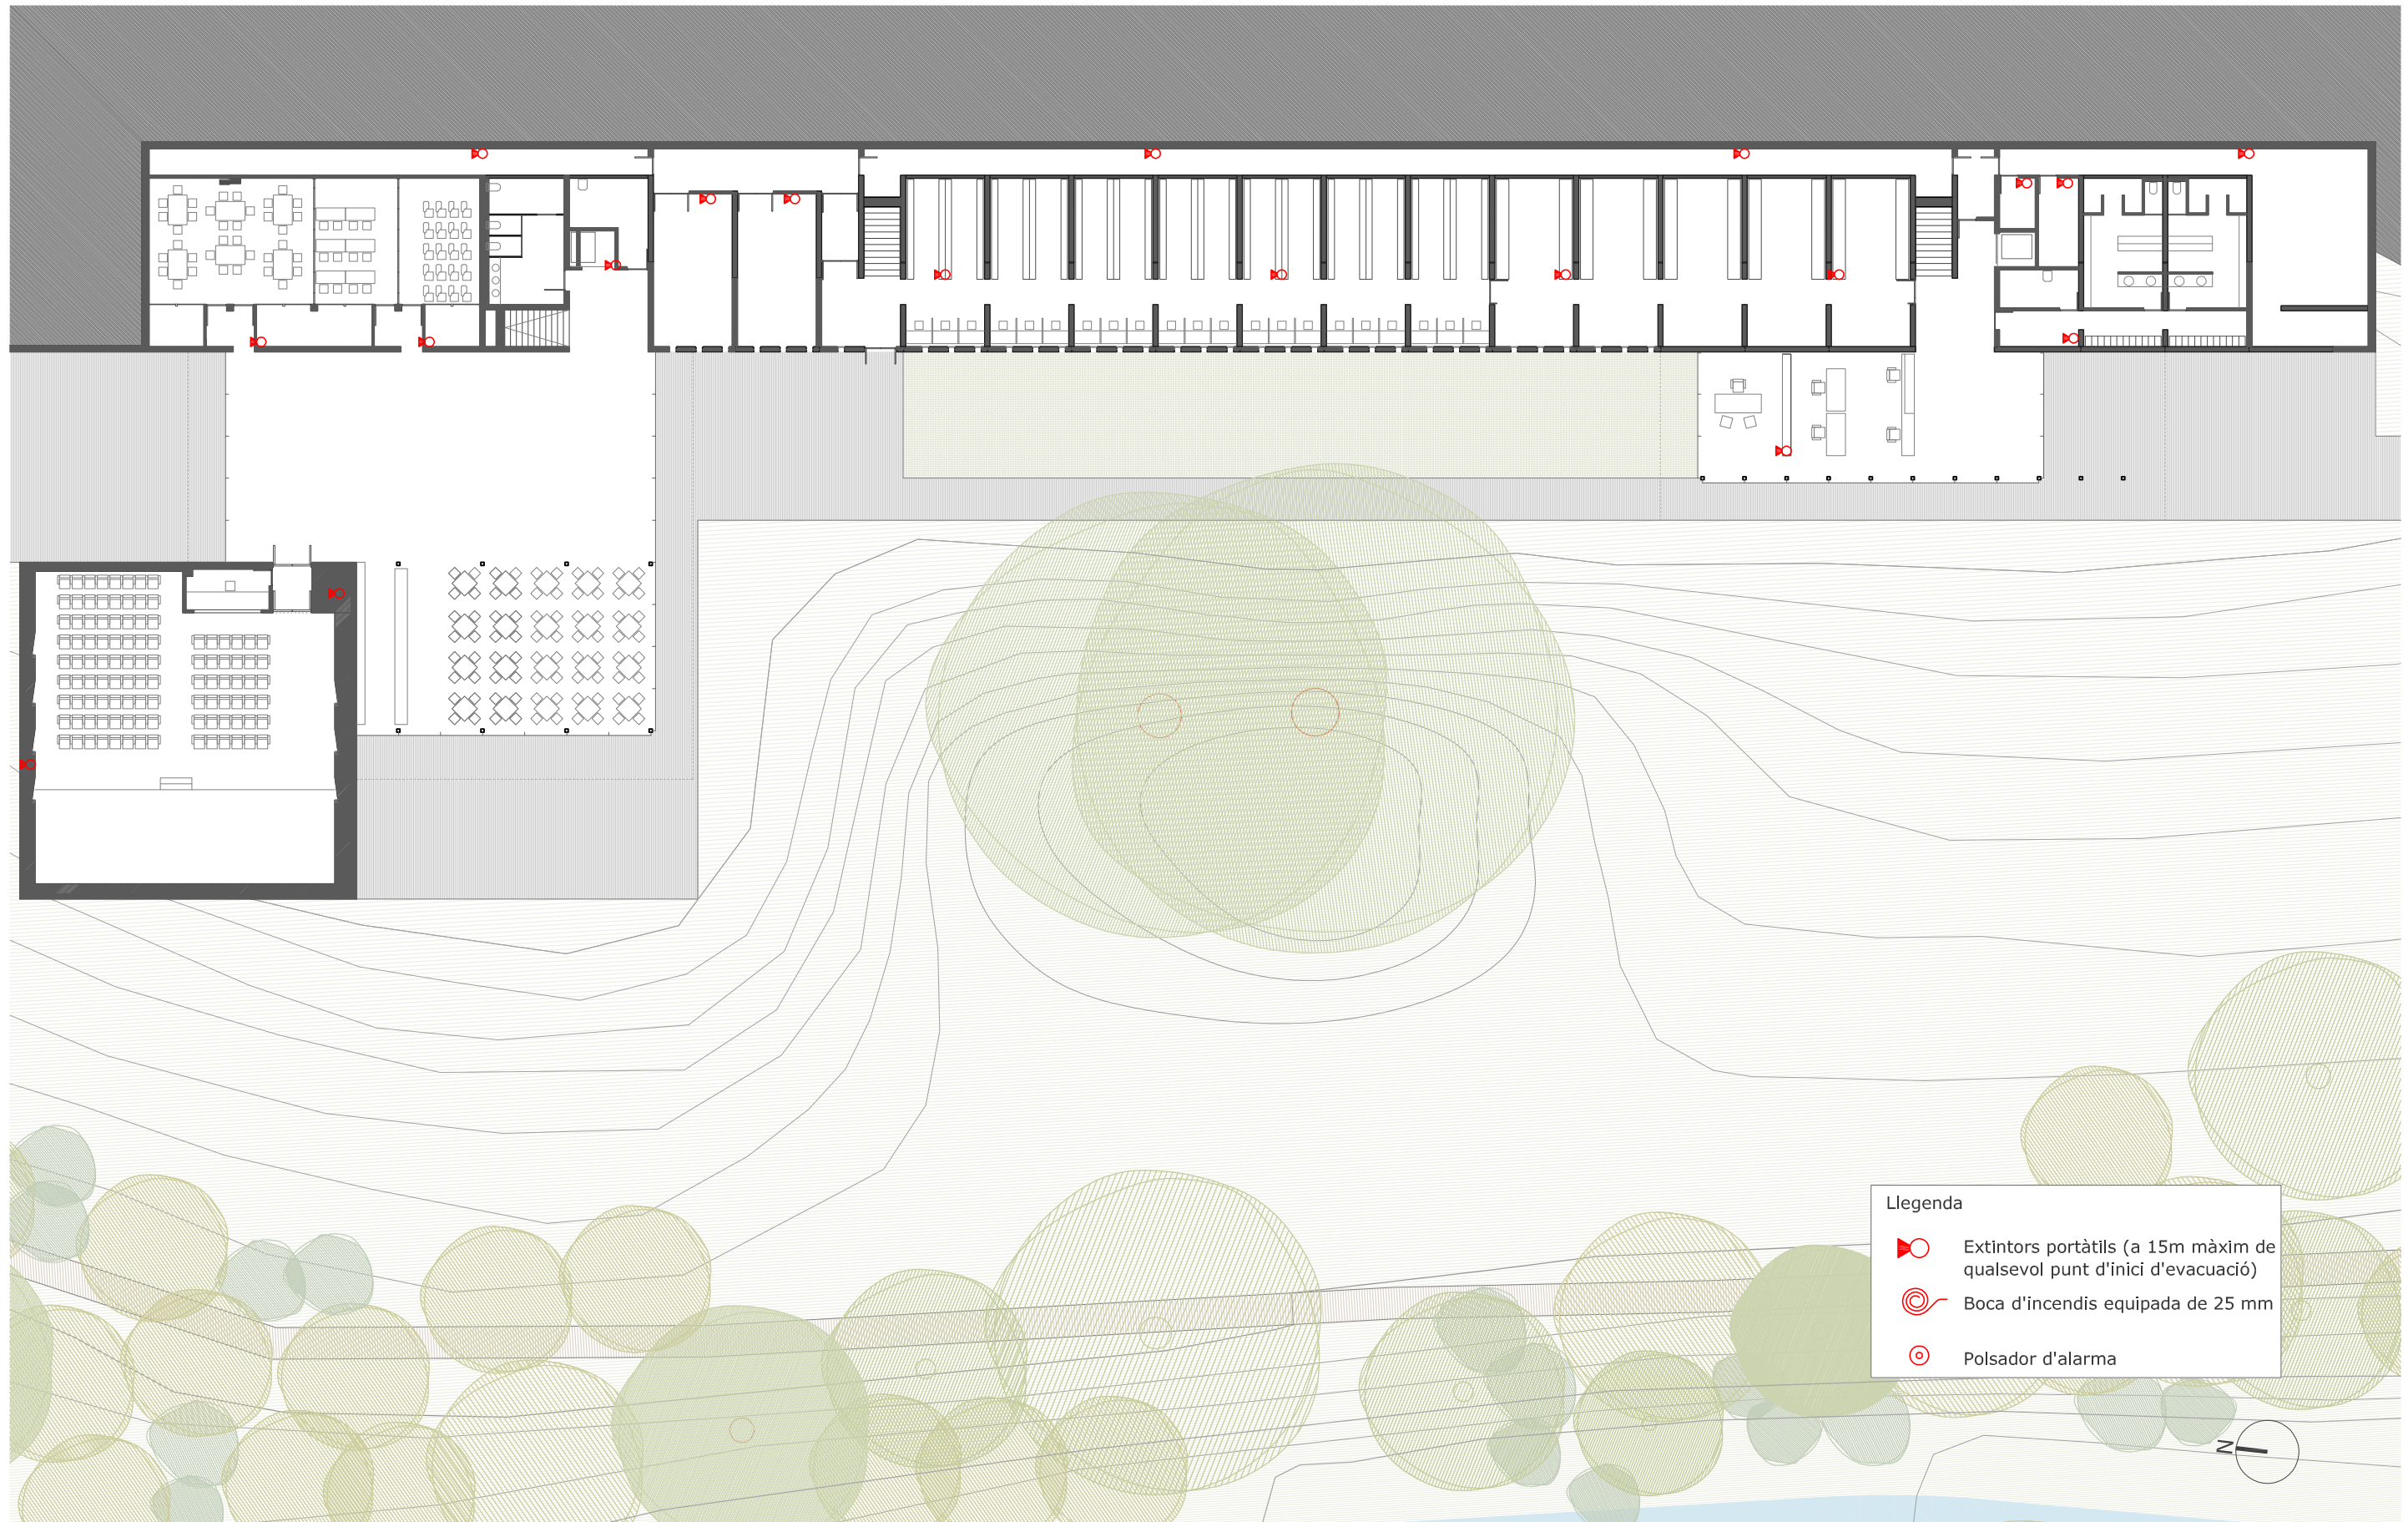 Llegenda
Extintors portàtils (a 15m màxim de
qualsevol punt d'inici d'evacuació)
Boca d'incendis equipada de 25 mm
Polsador d'alarma
N